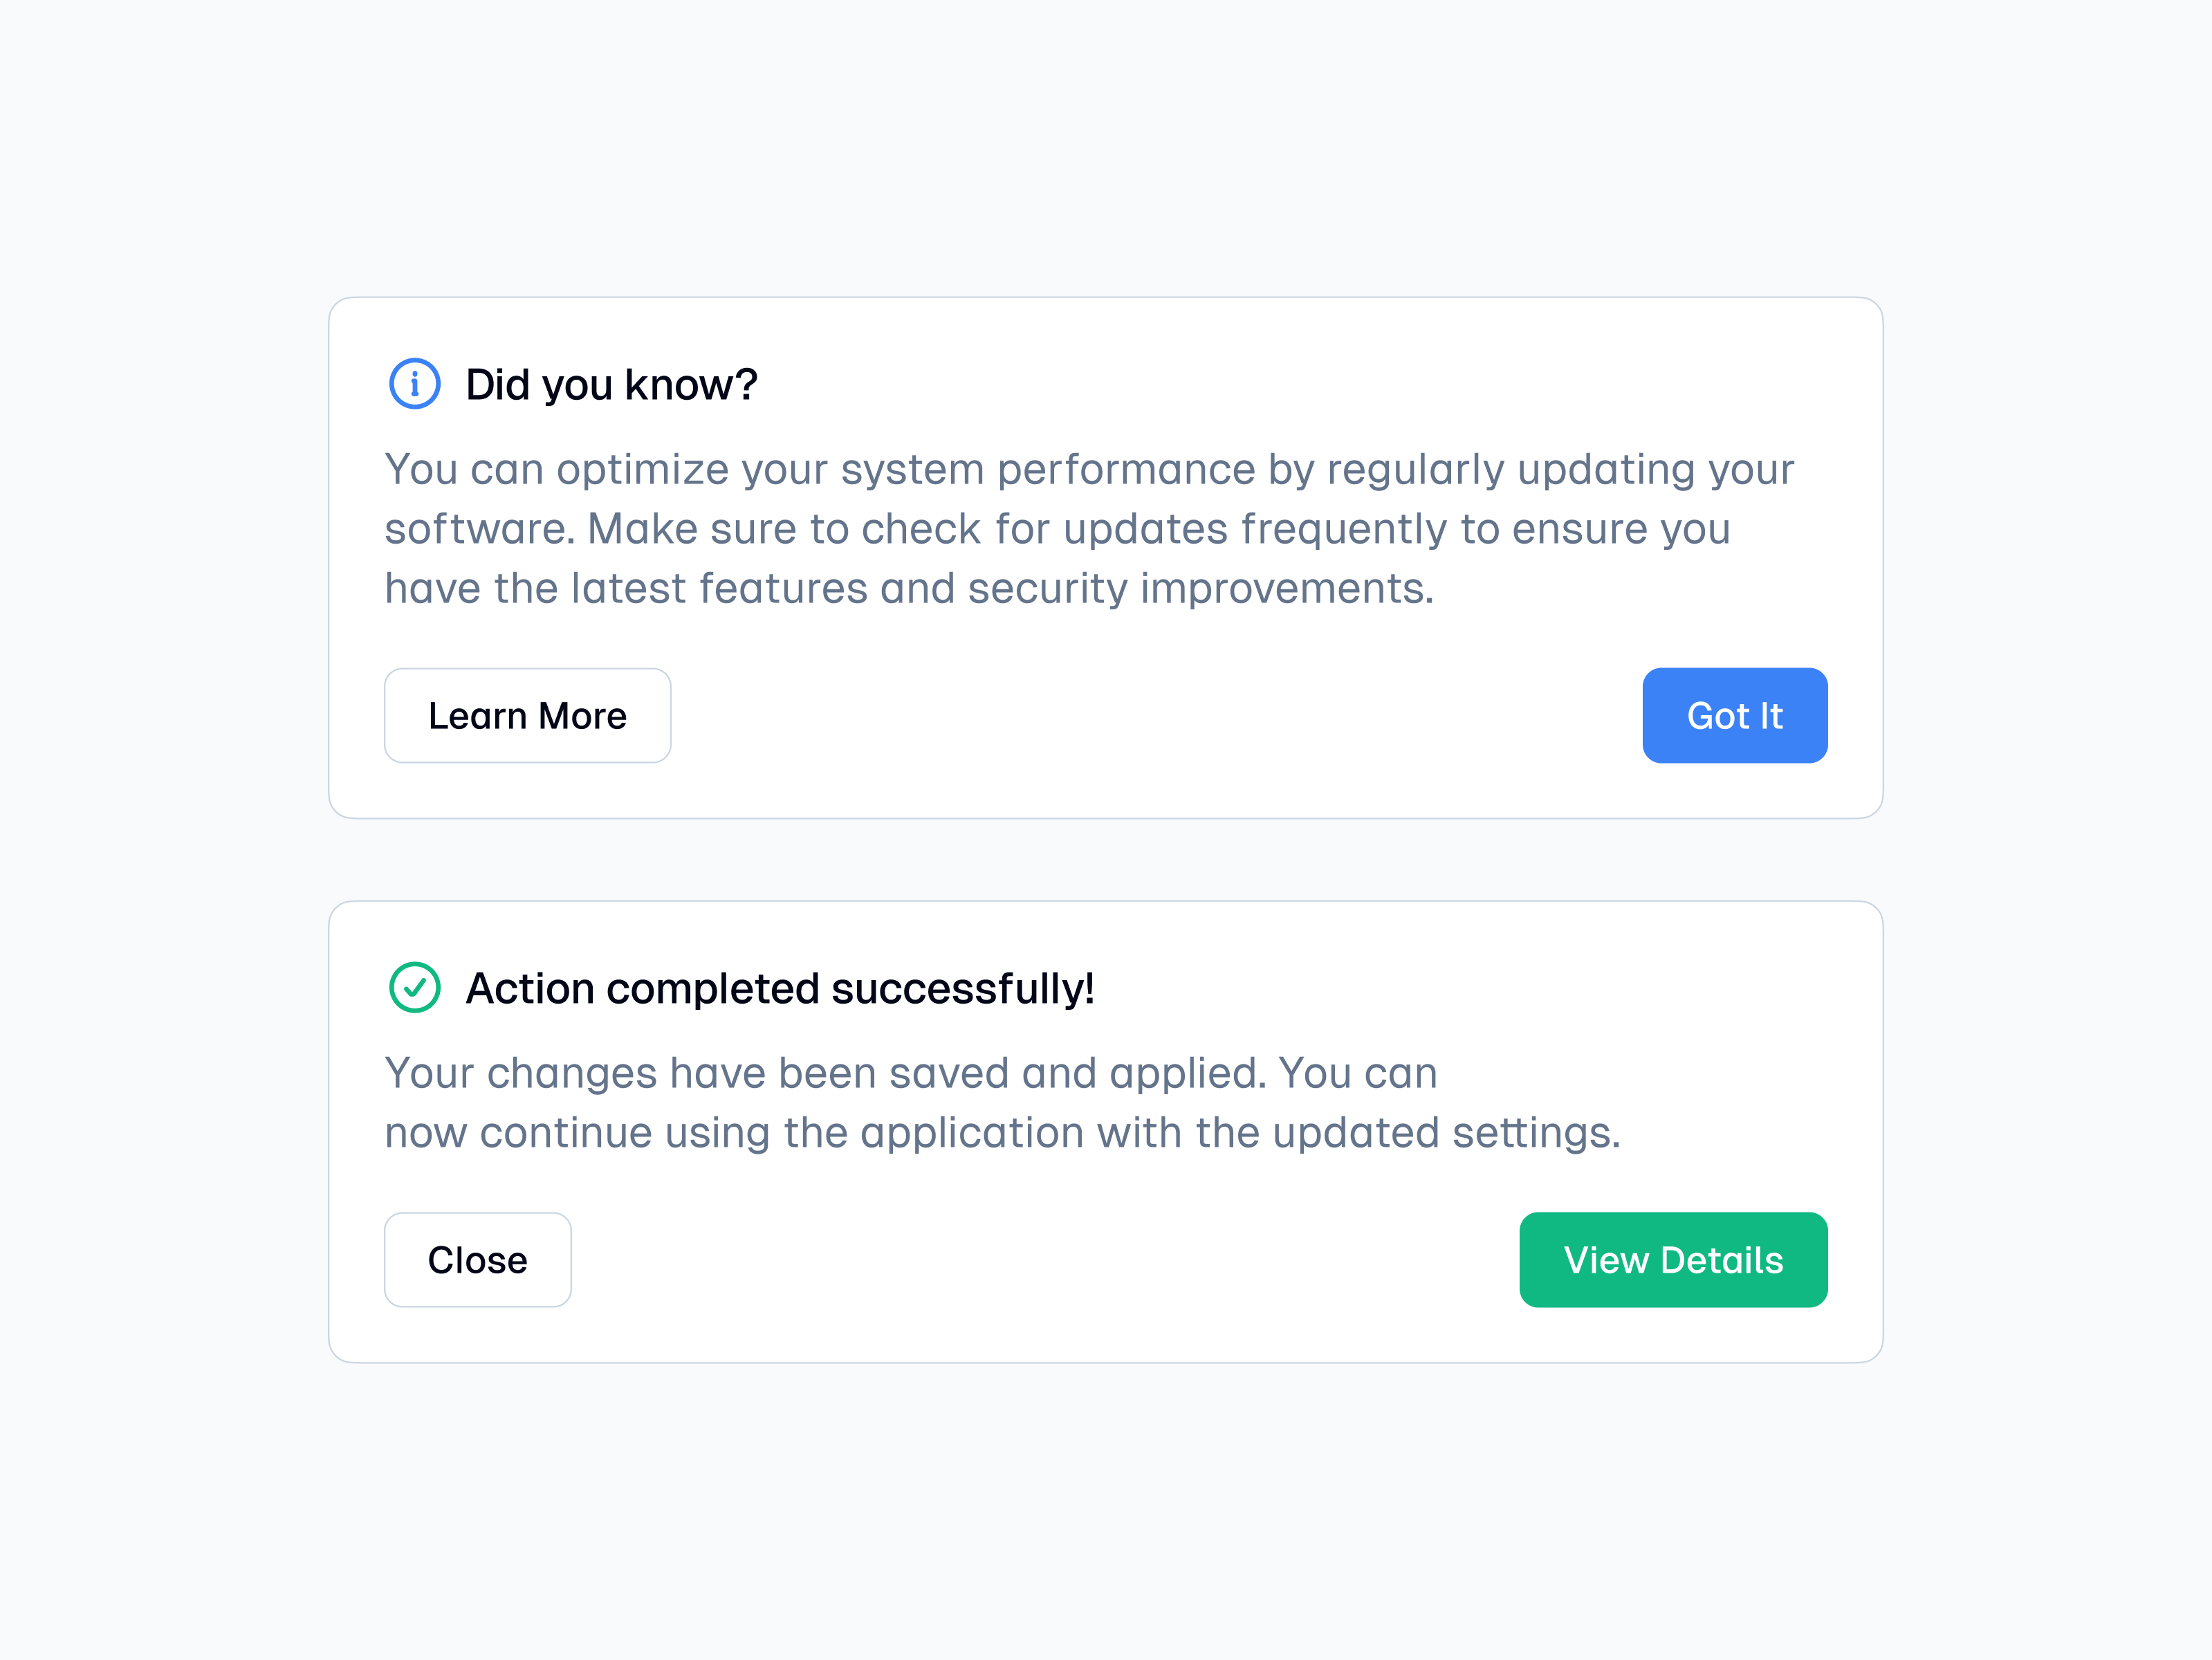 Did you know?
You can optimize your system performance by regularly updating your
software. Make sure to check for updates frequently to ensure you
have the latest features and security improvements.
Learn More
Got It
Action completed successfully!
Your changes have been saved and applied. You can
now continue using the application with the updated settings.
Close
View Details